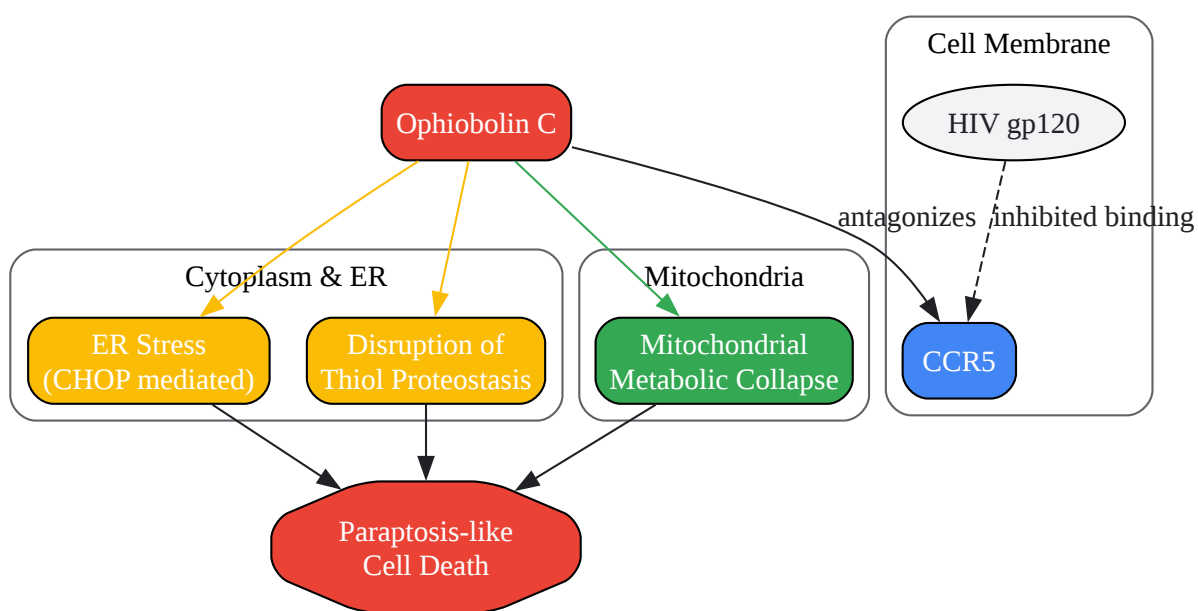 Cell Membrane
HIV gp120
Ophiobolin C
antagonizes
inhibited binding
Cytoplasm & ER
Mitochondria
ER Stress
(CHOP mediated)
Disruption of
Thiol Proteostasis
Mitochondrial
Metabolic Collapse
CCR5
Paraptosis-like
Cell Death